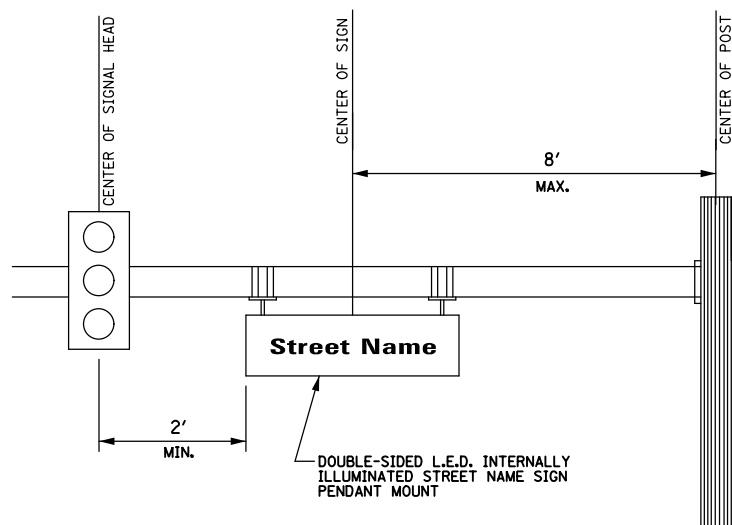 CENTER OF SIGNAL HEAD
CENTER OF SIGN
CENTER OF POST
8'
MAX.
Street Name
2'
MIN.
DOUBLE-SIDED L.E.D. INTERNALLY
ILLUMINATED STREET NAME SIGN
PENDANT MOUNT